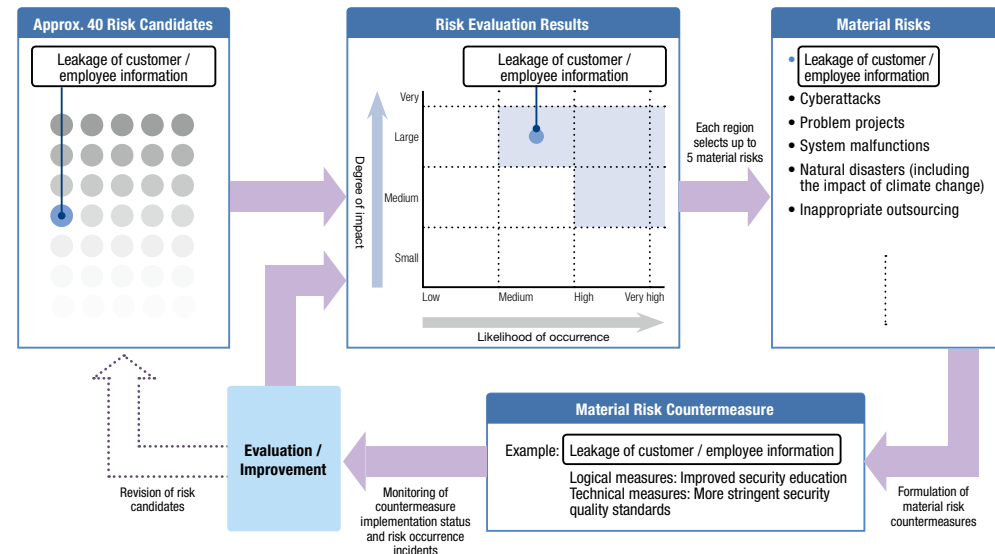 Approx. 40 Risk Candidates
Leakage of customer /
employee information
Risk Evaluation Results
Leakage of customer /
employee information
Very
Large
Medium
Small
Degree of impact
Low
Medium
High
Very high
Likelihood of occurrence
Each region
selects up to
5 material risks
Material Risks
• Leakage of customer /
employee information
• Cyberattacks
• Problem projects
• System malfunctions
• Natural disasters (including
the impact of climate change)
• Inappropriate outsourcing
Revision of risk
candidates
Evaluation /
Improvement
Monitoring of
countermeasure
implementation status
and risk occurrence
incidents
Material Risk Countermeasure
Example: Leakage of customer / employee information
Logical measures: Improved security education
Technical measures: More stringent security
quality standards
Formulation of
material risk
countermeasures